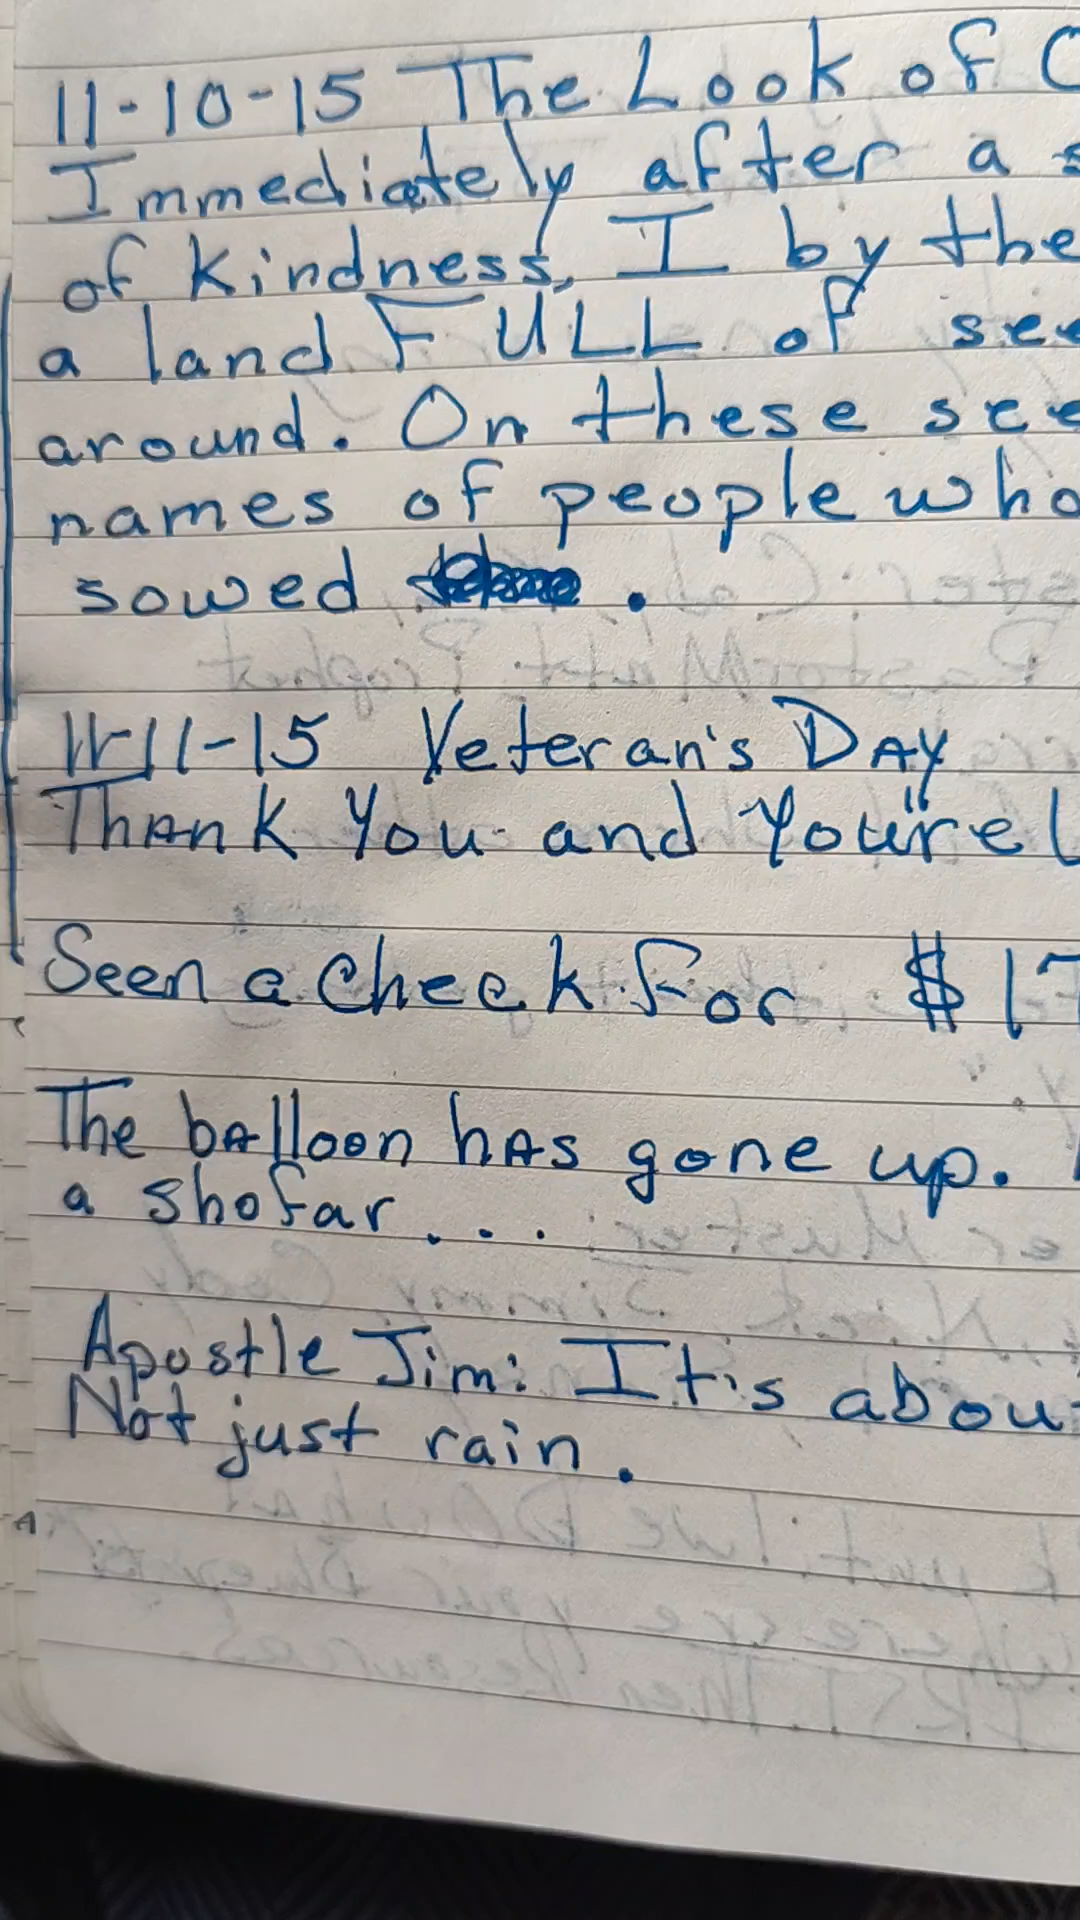 11-10-15 The Look of
Immediately after a
of kindness, I by the
a land FULL of
around. On these
names of people who
sowed .
11-11-15 Veteran's DAY
THANK You and You're
Seen a Check For $17
The bAlloon hAs gone up.
a shofar...
Apostle Jim: It's
Not just rain.